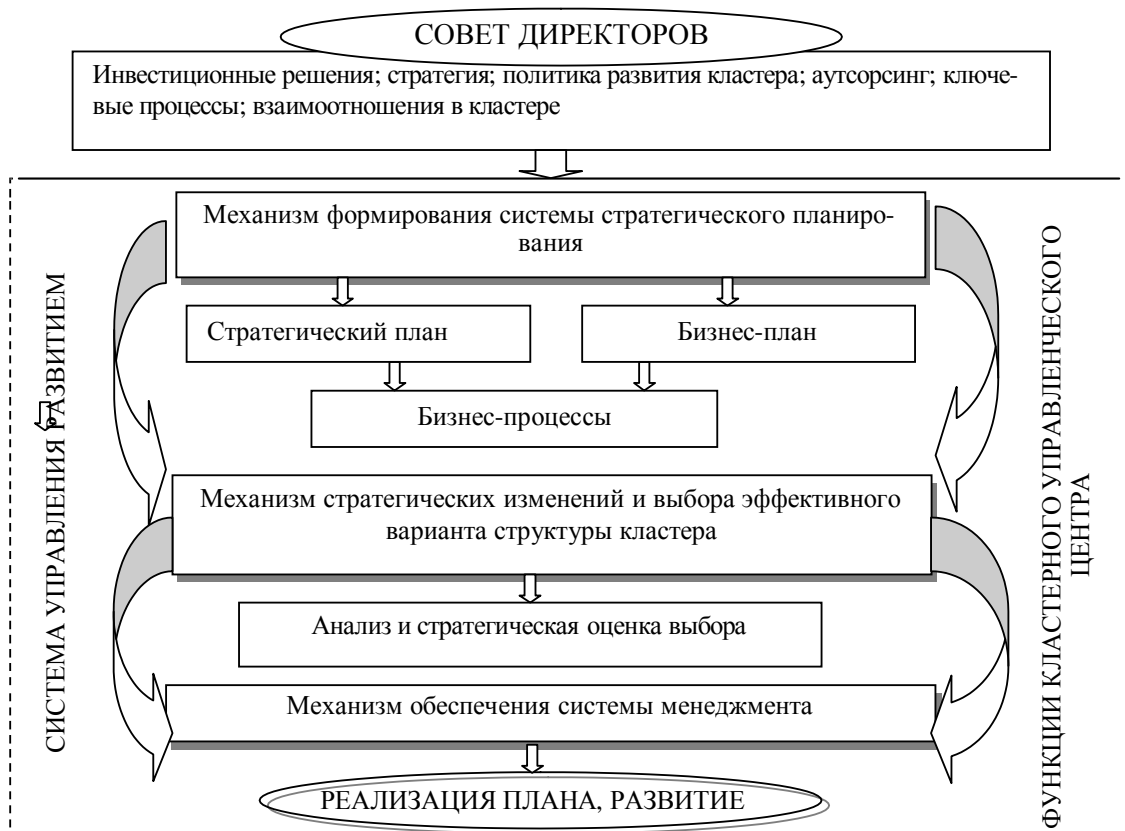 СОВЕТ ДИРЕКТОРОВ
Инвестиционные решения; стратегия; политика развития кластера; аутсорсинг; ключе-
вые процессы; взаимоотношения в кластере
Механизм формирования системы стратегического планиро-
вания
Стратегический план
Бизнес-план
Бизнес-процессы
Механизм стратегических изменений и выбора эффективного
варианта структуры кластера
Анализ и стратегическая оценка выбора
Механизм обеспечения системы менеджмента
РЕАЛИЗАЦИЯ ПЛАНА, РАЗВИТИЕ
СИСТЕМА УПРАВЛЕНИЯ РАЗВИТИЕМ
ФУНКЦИИ КЛАСТЕРНОГО УПРАВЛЕНЧЕСКОГО
ЦЕНТРА